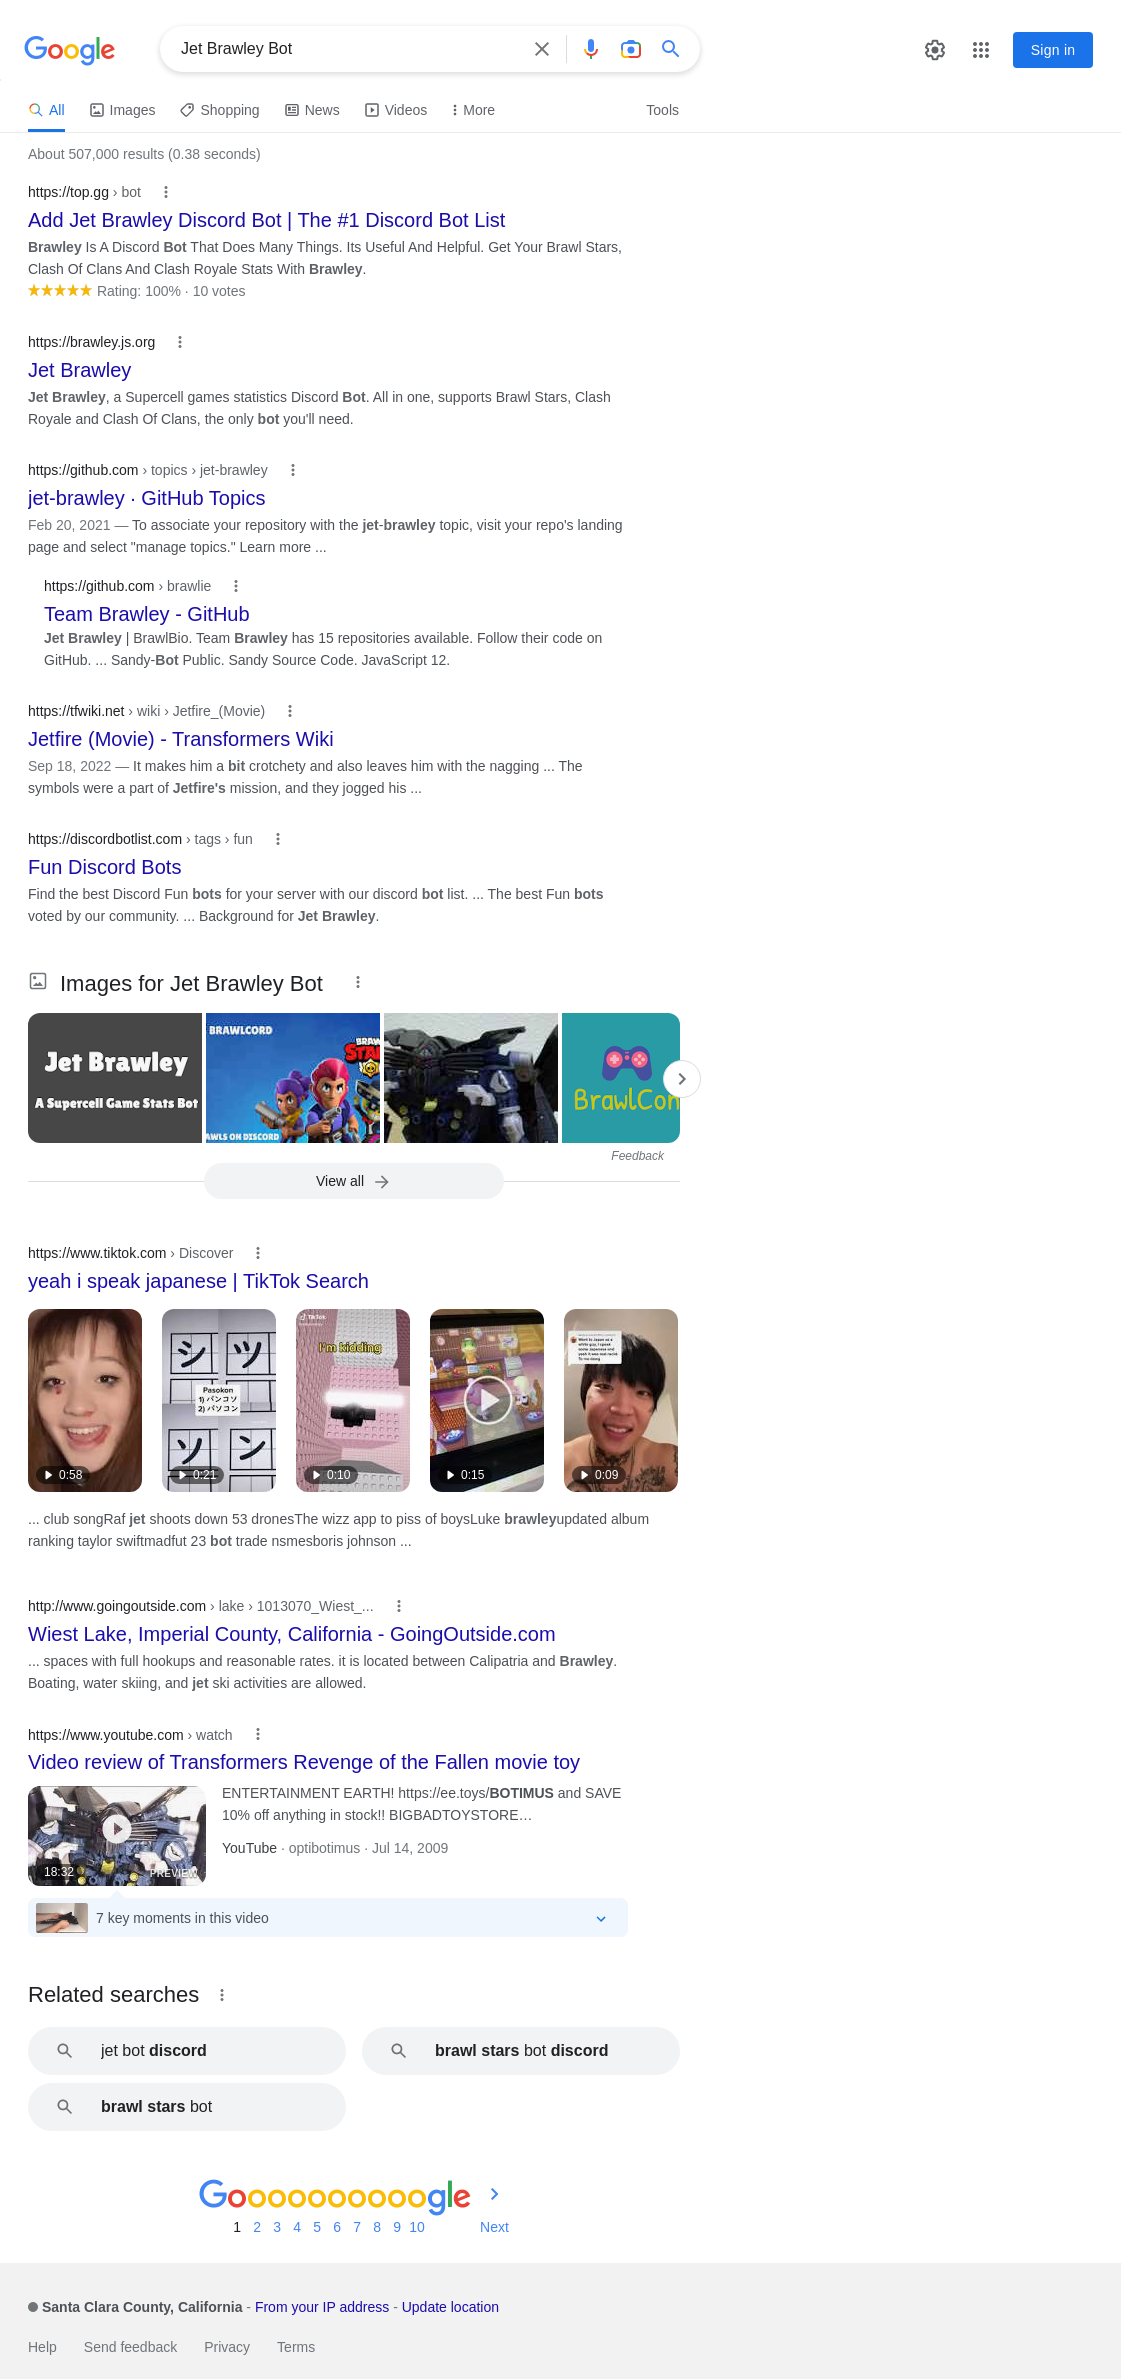 Google
Jet Brawley Bot
Sign in
All
Images
Shopping
News
Videos
More
Tools
About 507,000 results (0.38 seconds)
https://top.gg › bot
Add Jet Brawley Discord Bot | The #1 Discord Bot List
Brawley Is A Discord Bot That Does Many Things. Its Useful And Helpful. Get Your Brawl Stars,
Clash Of Clans And Clash Royale Stats With Brawley.
Rating: 100% · 10 votes
https://brawley.js.org
Jet Brawley
Jet Brawley, a Supercell games statistics Discord Bot. All in one, supports Brawl Stars, Clash
Royale and Clash Of Clans, the only bot you'll need.
https://github.com › topics › jet-brawley
jet-brawley · GitHub Topics
Feb 20, 2021 — To associate your repository with the jet-brawley topic, visit your repo's landing
page and select "manage topics." Learn more ...
https://github.com › brawlie
Team Brawley - GitHub
Jet Brawley | BrawlBio. Team Brawley has 15 repositories available. Follow their code on
GitHub. ... Sandy-Bot Public. Sandy Source Code. JavaScript 12.
https://tfwiki.net › wiki › Jetfire_(Movie)
Jetfire (Movie) - Transformers Wiki
Sep 18, 2022 — It makes him a bit crotchety and also leaves him with the nagging ... The
symbols were a part of Jetfire's mission, and they jogged his ...
https://discordbotlist.com › tags › fun
Fun Discord Bots
Find the best Discord Fun bots for your server with our discord bot list. ... The best Fun bots
voted by our community. ... Background for Jet Brawley.
Images for Jet Brawley Bot
Jet Brawley
A Supercell Game Stats Bot
BRAWLCORD
BRAW
STA
AWLS ON DISCORD
BrawlCon
Feedback
View all
https://www.tiktok.com › Discover
yeah i speak japanese | TikTok Search
シ ツ
Pasokon
1) パンコソ
2) パソコン
ソ ン
TikTok
I'm kidding
0:58
0:21
0:10
0:15
0:09
... club songRaf jet shoots down 53 dronesThe wizz app to piss of boysLuke brawleyupdated album
ranking taylor swiftmadfut 23 bot trade nsmesboris johnson ...
http://www.goingoutside.com › lake › 1013070_Wiest_...
Wiest Lake, Imperial County, California - GoingOutside.com
... spaces with full hookups and reasonable rates. it is located between Calipatria and Brawley.
Boating, water skiing, and jet ski activities are allowed.
https://www.youtube.com › watch
Video review of Transformers Revenge of the Fallen movie toy
ENTERTAINMENT EARTH! https://ee.toys/BOTIMUS and SAVE
10% off anything in stock!! BIGBADTOYSTORE…
YouTube · optibotimus · Jul 14, 2009
18:32
PREVIEW
7 key moments in this video
Related searches
jet bot discord
brawl stars bot discord
brawl stars bot
Goooooooooogle
1 2 3 4 5 6 7 8 9 10 Next
Santa Clara County, California - From your IP address - Update location
Help
Send feedback
Privacy
Terms